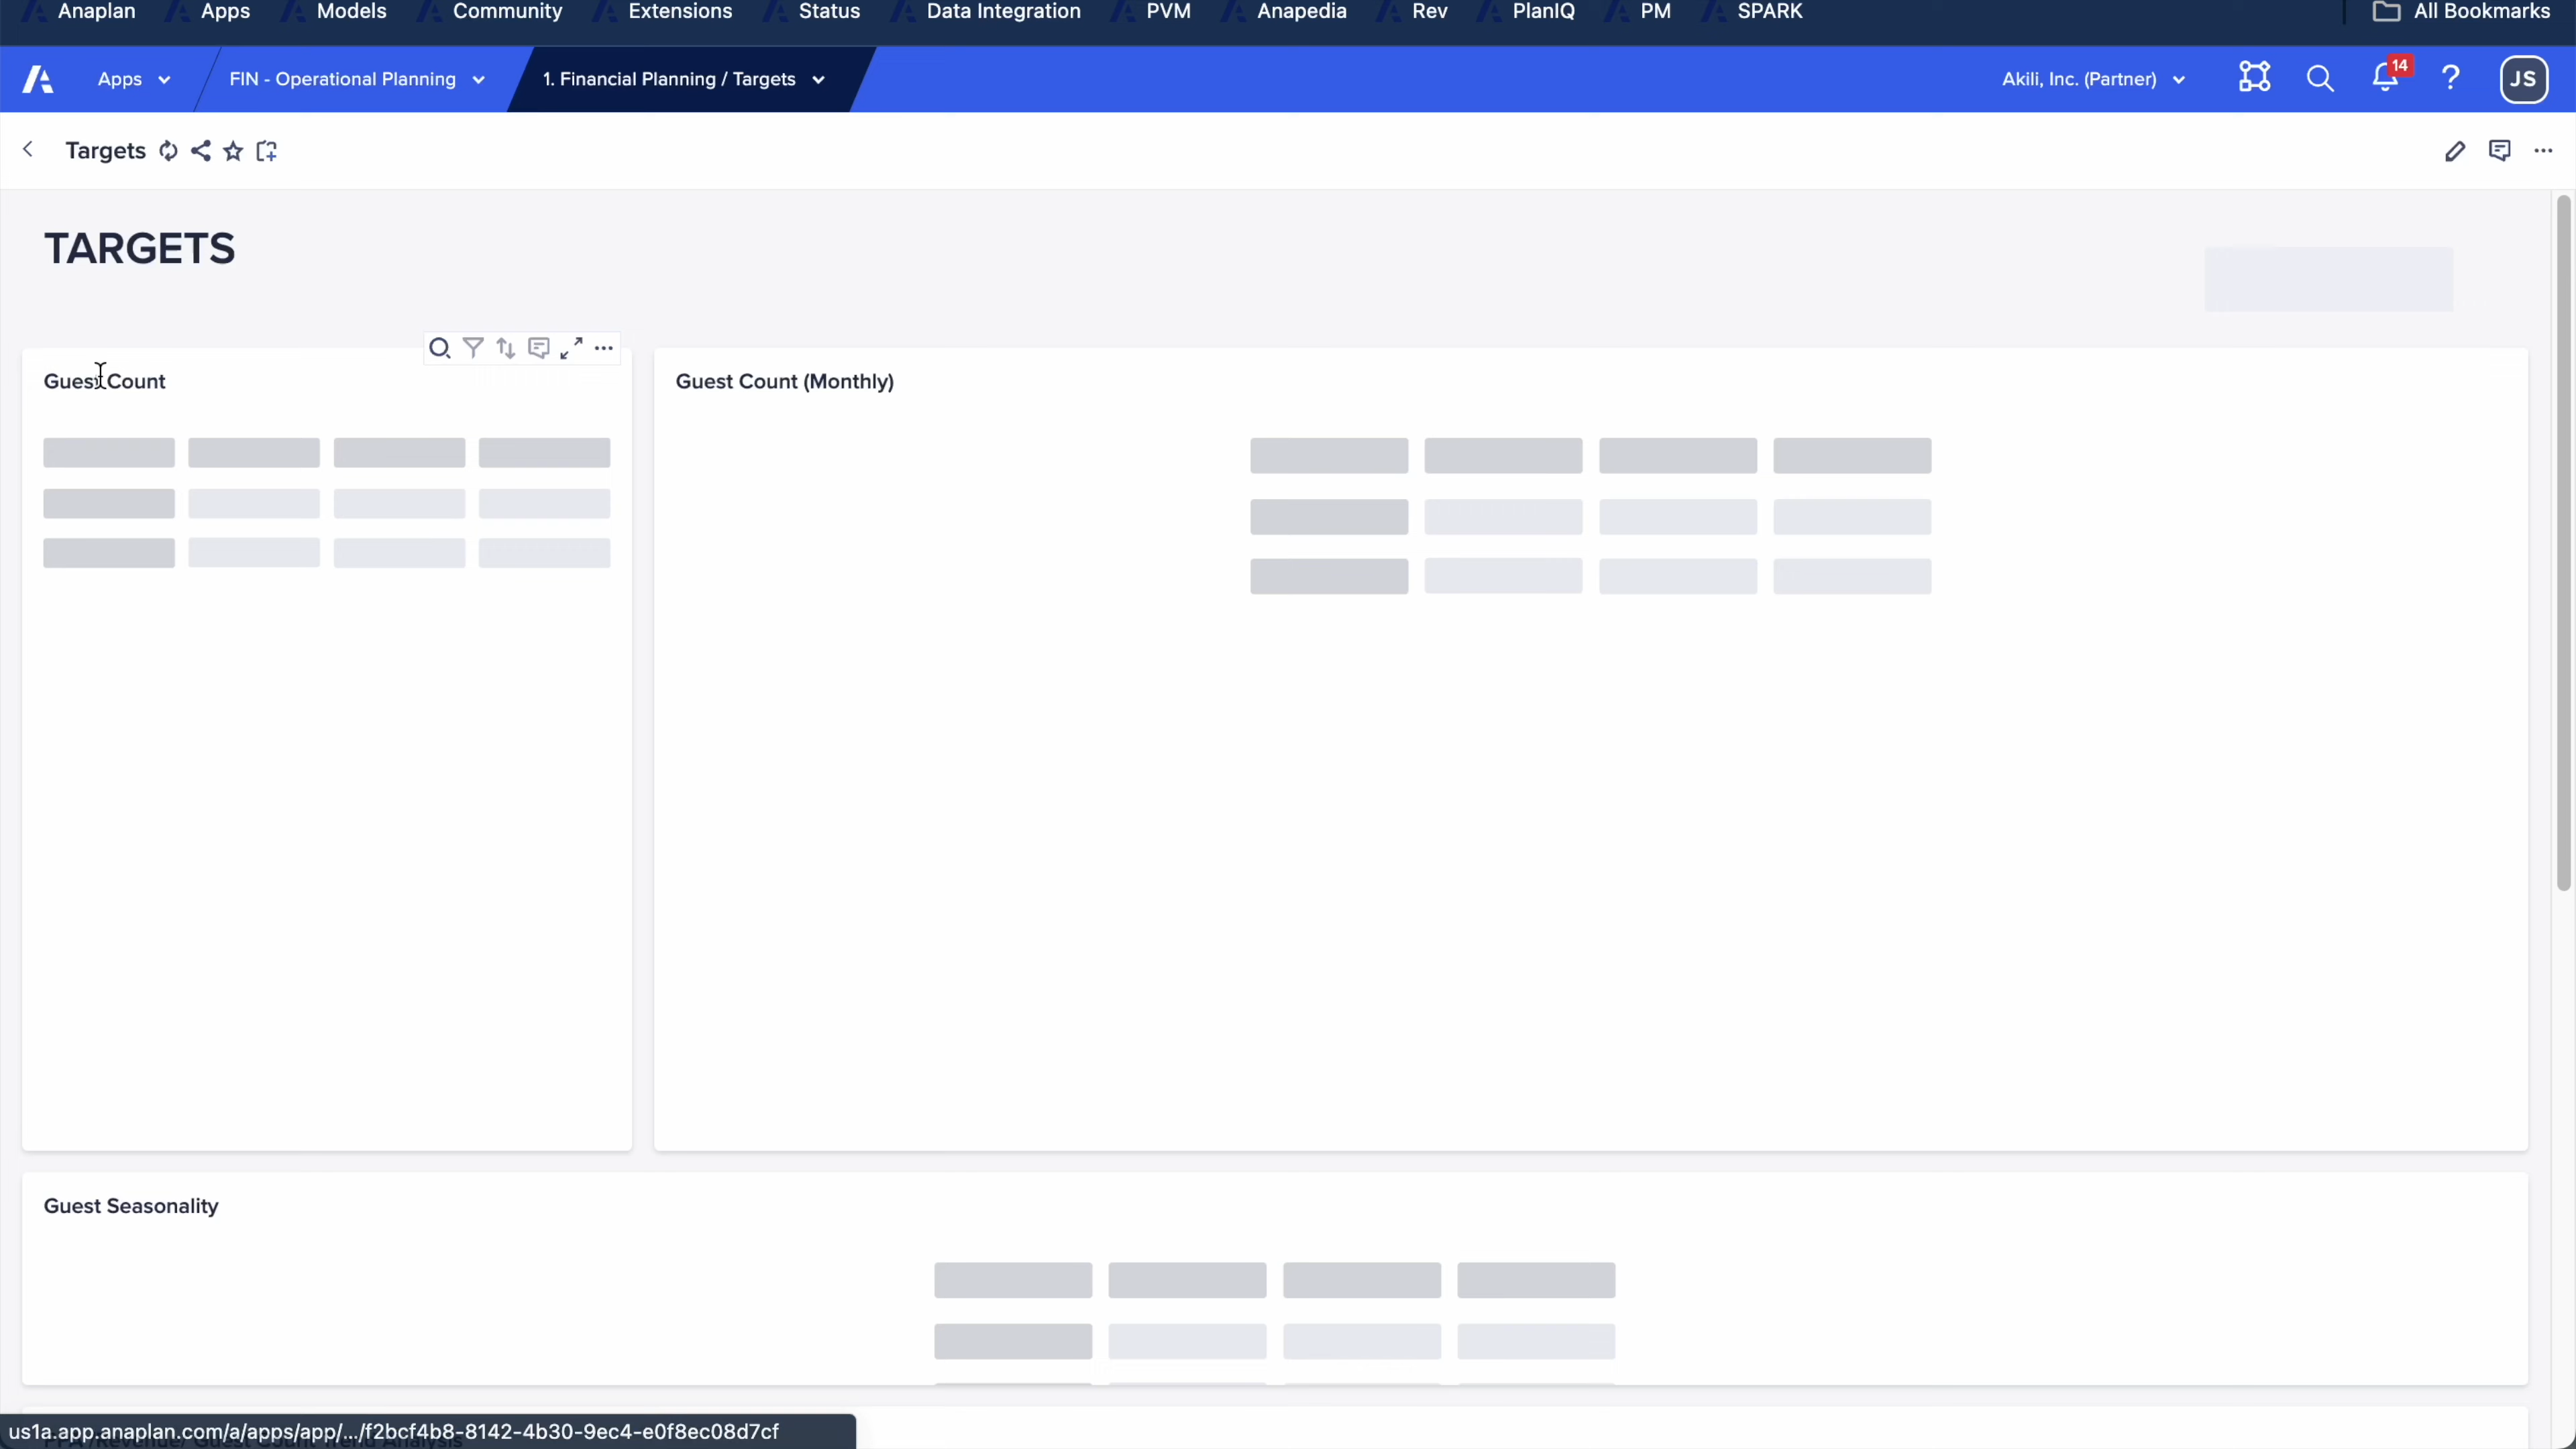 Anaplan Apps Models Community Extensions Status Data Integration PVM Anapedia Rev PlanIQ PM SPARK All Bookmarks
Apps FIN - Operational Planning 1. Financial Planning / Targets Akili, Inc. (Partner) 14 ? JS
Targets
TARGETS
Guest Count
Guest Count (Monthly)
Guest Seasonality
us1a.app.anaplan.com/a/apps/app/.../f2bcf4b8-8142-4b30-9ec4-e0f8ec08d7cf